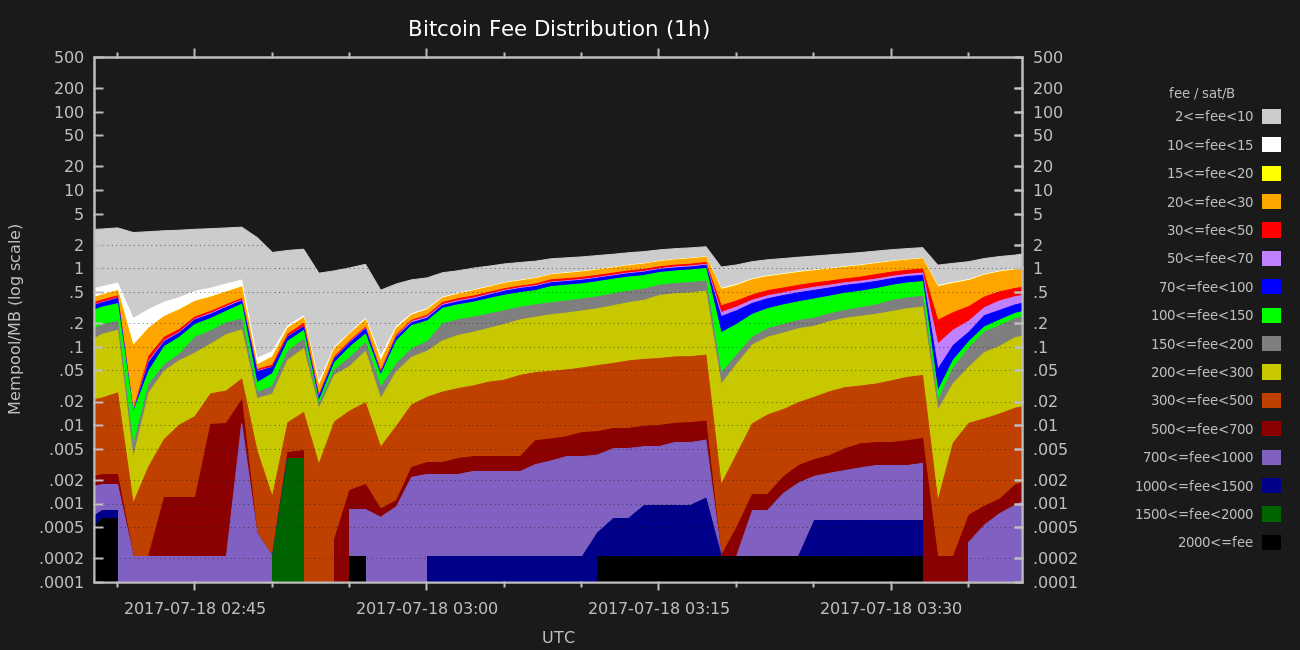 Bitcoin Fee Distribution (1h)
500 500
200 200
100 100
50 50
20 20
10 10
5 5
2 2
1 1
.5 .5
.2 .2
.1 .1
.05 .05
.02 .02
.01 .01
.005 .005
.002 .002
.001 .001
.0005 .0005
.0002 .0002
.0001 .0001
Mempool/MB (log scale)
2017-07-18 02:45 2017-07-18 03:00 2017-07-18 03:15 2017-07-18 03:30
UTC
fee / sat/B
2<=fee<10
10<=fee<15
15<=fee<20
20<=fee<30
30<=fee<50
50<=fee<70
70<=fee<100
100<=fee<150
150<=fee<200
200<=fee<300
300<=fee<500
500<=fee<700
700<=fee<1000
1000<=fee<1500
1500<=fee<2000
2000<=fee